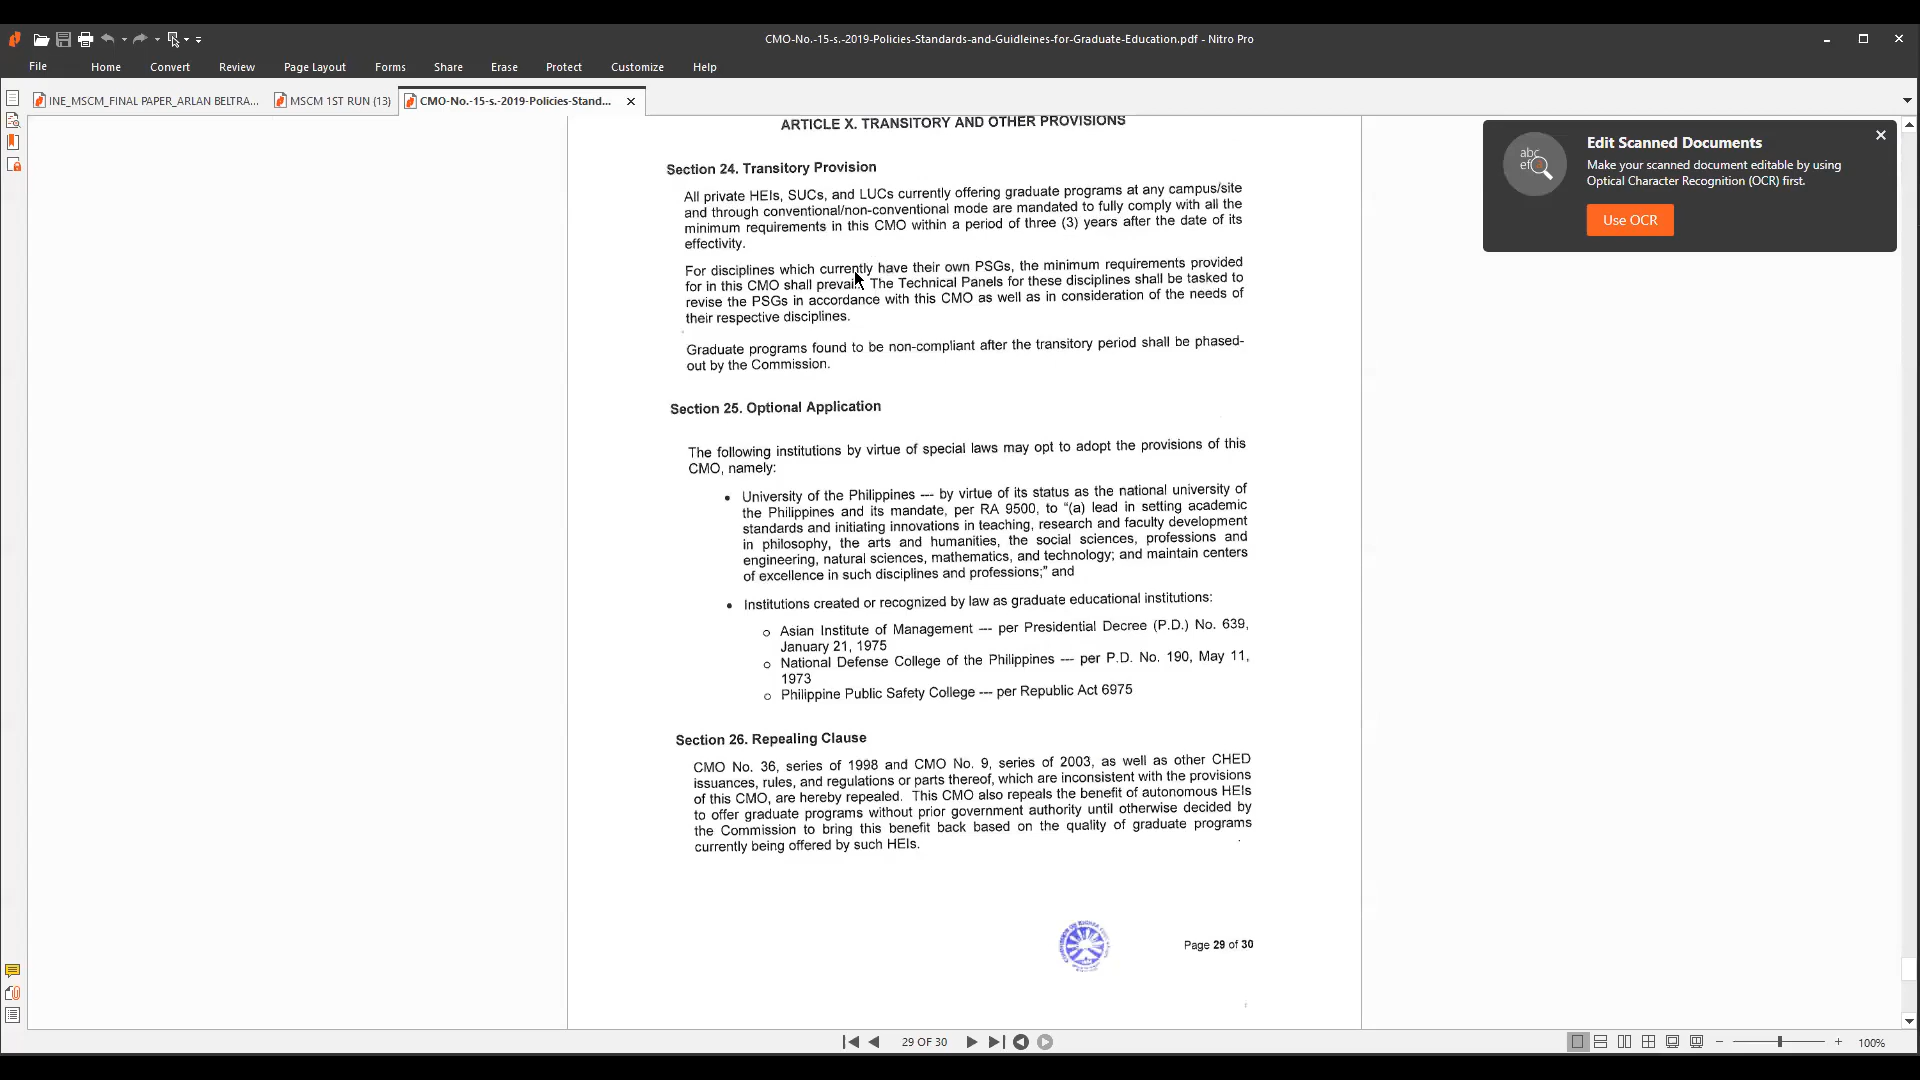 CMO-No.-15-s.-2019-Policies-Standards-and-Guidleines-for-Graduate-Education.pdf - Nitro Pro
File Home Convert Review Page Layout Forms Share Erase Protect Customize Help
INE_MSCM_FINAL PAPER_ARLAN BELTRA... MSCM 1ST RUN (13) CMO-No.-15-s.-2019-Policies-Stand...
ARTICLE X. TRANSITORY AND OTHER PROVISIONS
Section 24. Transitory Provision
All private HEIs, SUCs, and LUCs currently offering graduate programs at any campus/site
and through conventional/non-conventional mode are mandated to fully comply with all the
minimum requirements in this CMO within a period of three (3) years after the date of its
effectivity.
For disciplines which currently have their own PSGs, the minimum requirements provided
for in this CMO shall prevail. The Technical Panels for these disciplines shall be tasked to
revise the PSGs in accordance with this CMO as well as in consideration of the needs of
their respective disciplines.
Graduate programs found to be non-compliant after the transitory period shall be phased-
out by the Commission.
Section 25. Optional Application
The following institutions by virtue of special laws may opt to adopt the provisions of this
CMO, namely:
• University of the Philippines --- by virtue of its status as the national university of
the Philippines and its mandate, per RA 9500, to “(a) lead in setting academic
standards and initiating innovations in teaching, research and faculty development
in philosophy, the arts and humanities, the social sciences, professions and
engineering, natural sciences, mathematics, and technology; and maintain centers
of excellence in such disciplines and professions;” and
• Institutions created or recognized by law as graduate educational institutions:
o Asian Institute of Management --- per Presidential Decree (P.D.) No. 639,
January 21, 1975
o National Defense College of the Philippines --- per P.D. No. 190, May 11,
1973
o Philippine Public Safety College --- per Republic Act 6975
Section 26. Repealing Clause
CMO No. 36, series of 1998 and CMO No. 9, series of 2003, as well as other CHED
issuances, rules, and regulations or parts thereof, which are inconsistent with the provisions
of this CMO, are hereby repealed. This CMO also repeals the benefit of autonomous HEIs
to offer graduate programs without prior government authority until otherwise decided by
the Commission to bring this benefit back based on the quality of graduate programs
currently being offered by such HEIs.
Page 29 of 30
abc
ef
Edit Scanned Documents
Make your scanned document editable by using
Optical Character Recognition (OCR) first.
Use OCR
29 OF 30
100%